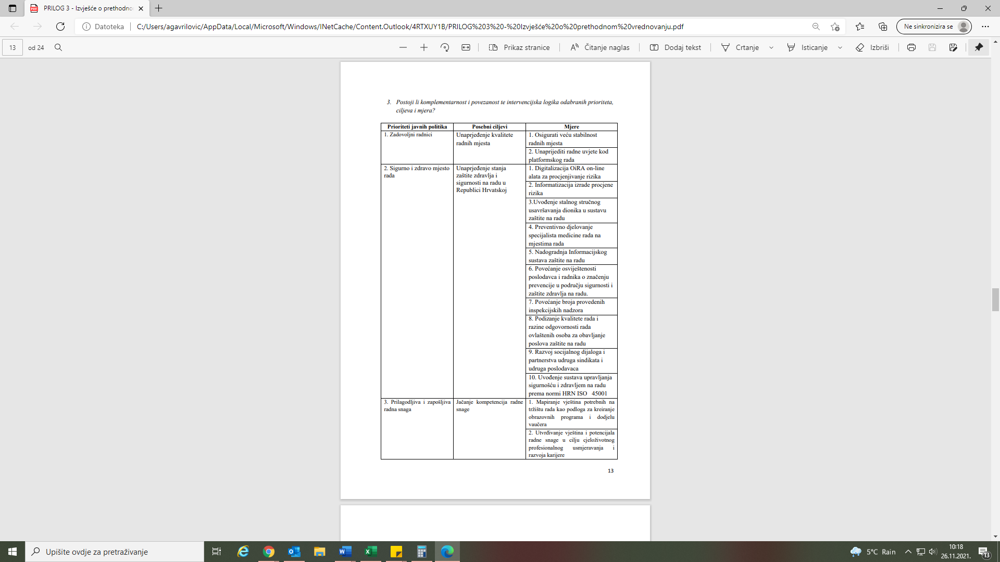 PRILOG 3 - Izvješće o prethodno
Datoteka
C:/Users/agavrilovic/AppData/Local/Microsoft/Windows/INetCache/Content.Outlook/4RTXUY1B/PRILOG%203%20-%20Izvješće%20o%20prethodnom%20vrednovanju.pdf
Ne sinkronizira se
13 od 24
Prikaz stranice
Čitanje naglas
Dodaj tekst
Crtanje
Isticanje
Izbriši
3. Postoji li komplementarnost i povezanost te intervencijska logika odabranih prioriteta,
ciljeva i mjera?
Prioriteti javnih politika
Posebni ciljevi
Mjere
1. Zadovoljni radnici
Unaprjeđenje kvalitete
radnih mjesta
1. Osigurati veću stabilnost
radnih mjesta
2. Unaprijediti radne uvjete kod
platformskog rada
2. Sigurno i zdravo mjesto
rada
Unaprjeđenje stanja
zaštite zdravlja i
sigurnosti na radu u
Republici Hrvatskoj
1. Digitalizacija OiRA on-line
alata za procjenjivanje rizika
2. Informatizacija izrade procjene
rizika
3.Uvođenje stalnog stručnog
usavršavanja dionika u sustavu
zaštite na radu
4. Preventivno djelovanje
specijalista medicine rada na
mjestima rada
5. Nadogradnja Informacijskog
sustava zaštite na radu
6. Povećanje osviještenosti
poslodavca i radnika o značenju
prevencije u području sigurnosti i
zaštite zdravlja na radu.
7. Povećanje broja provedenih
inspekcijskih nadzora
8. Podizanje kvalitete rada i
razine odgovornosti rada
ovlaštenih osoba za obavljanje
poslova zaštite na radu
9. Razvoj socijalnog dijaloga i
partnerstva udruga sindikata i
udruga poslodavaca
10. Uvođenje sustava upravljanja
sigurnošću i zdravljem na radu
prema normi HRN ISO 45001
3. Prilagodljiva i zapošljiva
radna snaga
Jačanje kompetencija radne
snage
1. Mapiranje vještina potrebnih na
tržištu rada kao podloga za kreiranje
obrazovnih programa i dodjelu
vaučera
2. Utvrđivanje vještina i potencijala
radne snage u cilju cjeloživotnog
profesionalnog usmjeravanja i
razvoja karijere
13
Upišite ovdje za pretraživanje
5°C Rain
10:18
26.11.2021.
13